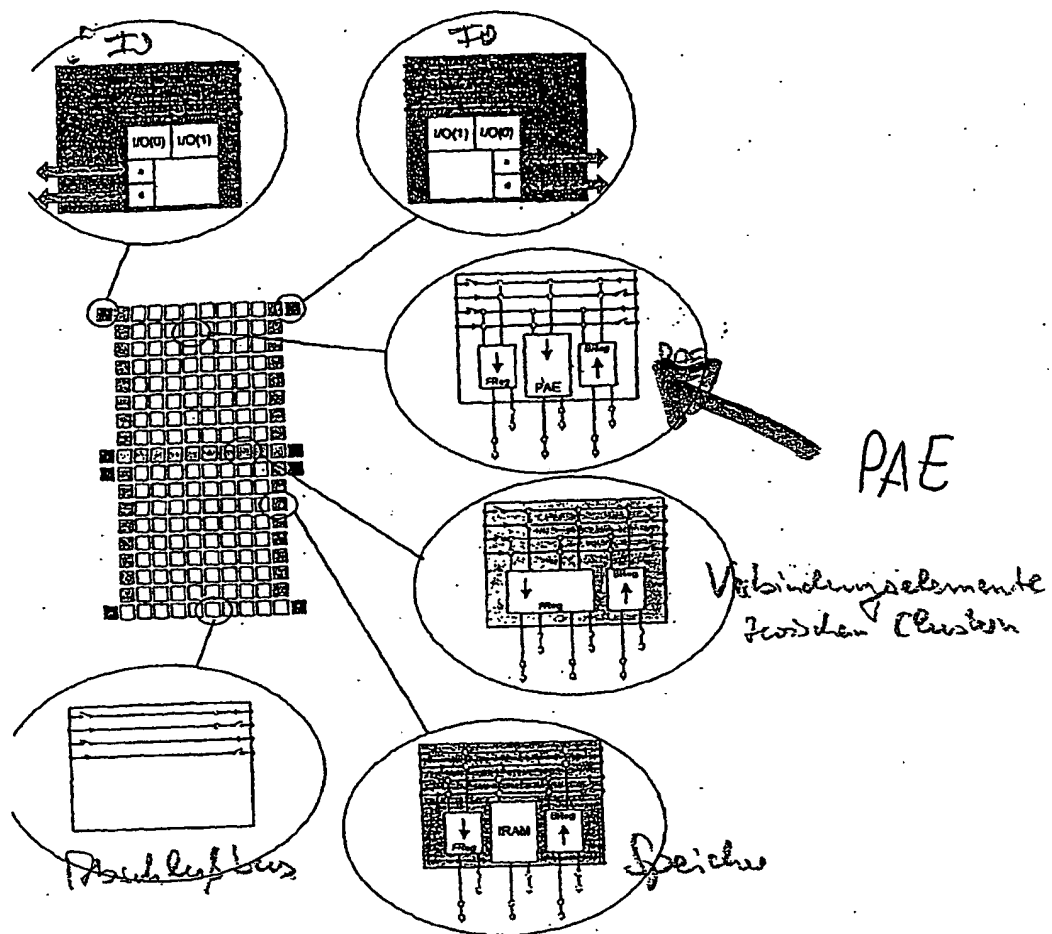 IO
IO
I/O(0) I/O(1)
I/O(1) I/O(0)
a
a
d
d
FReg
PAE
BReg
PAE
PAE
FReg
BReg
Verbindungselemente
zwischen Clustern
FReg
IRAM
BReg
Abschlußbus
Speicher